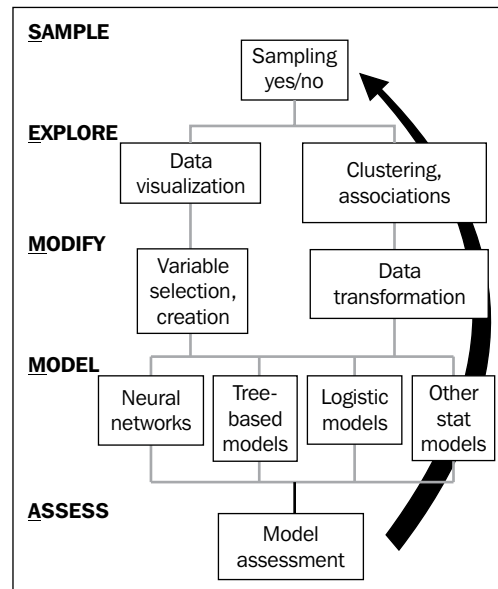 SAMPLE
Sampling
yes/no
EXPLORE
Data
visualization
Clustering,
associations
MODIFY
Variable
selection,
creation
Data
transformation
MODEL
Neural
networks
Tree-
based
models
Logistic
models
Other
stat
models
ASSESS
Model
assessment